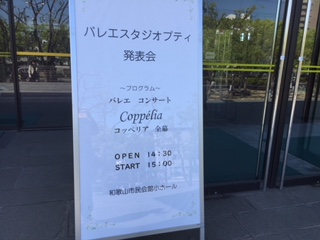 バレエスタジオプティ
発表会
～プログラム～
バレエ コンサート
Coppélia
コッペリア 全幕
OPEN 14:30
START 15:00
和歌山市民会館小ホール